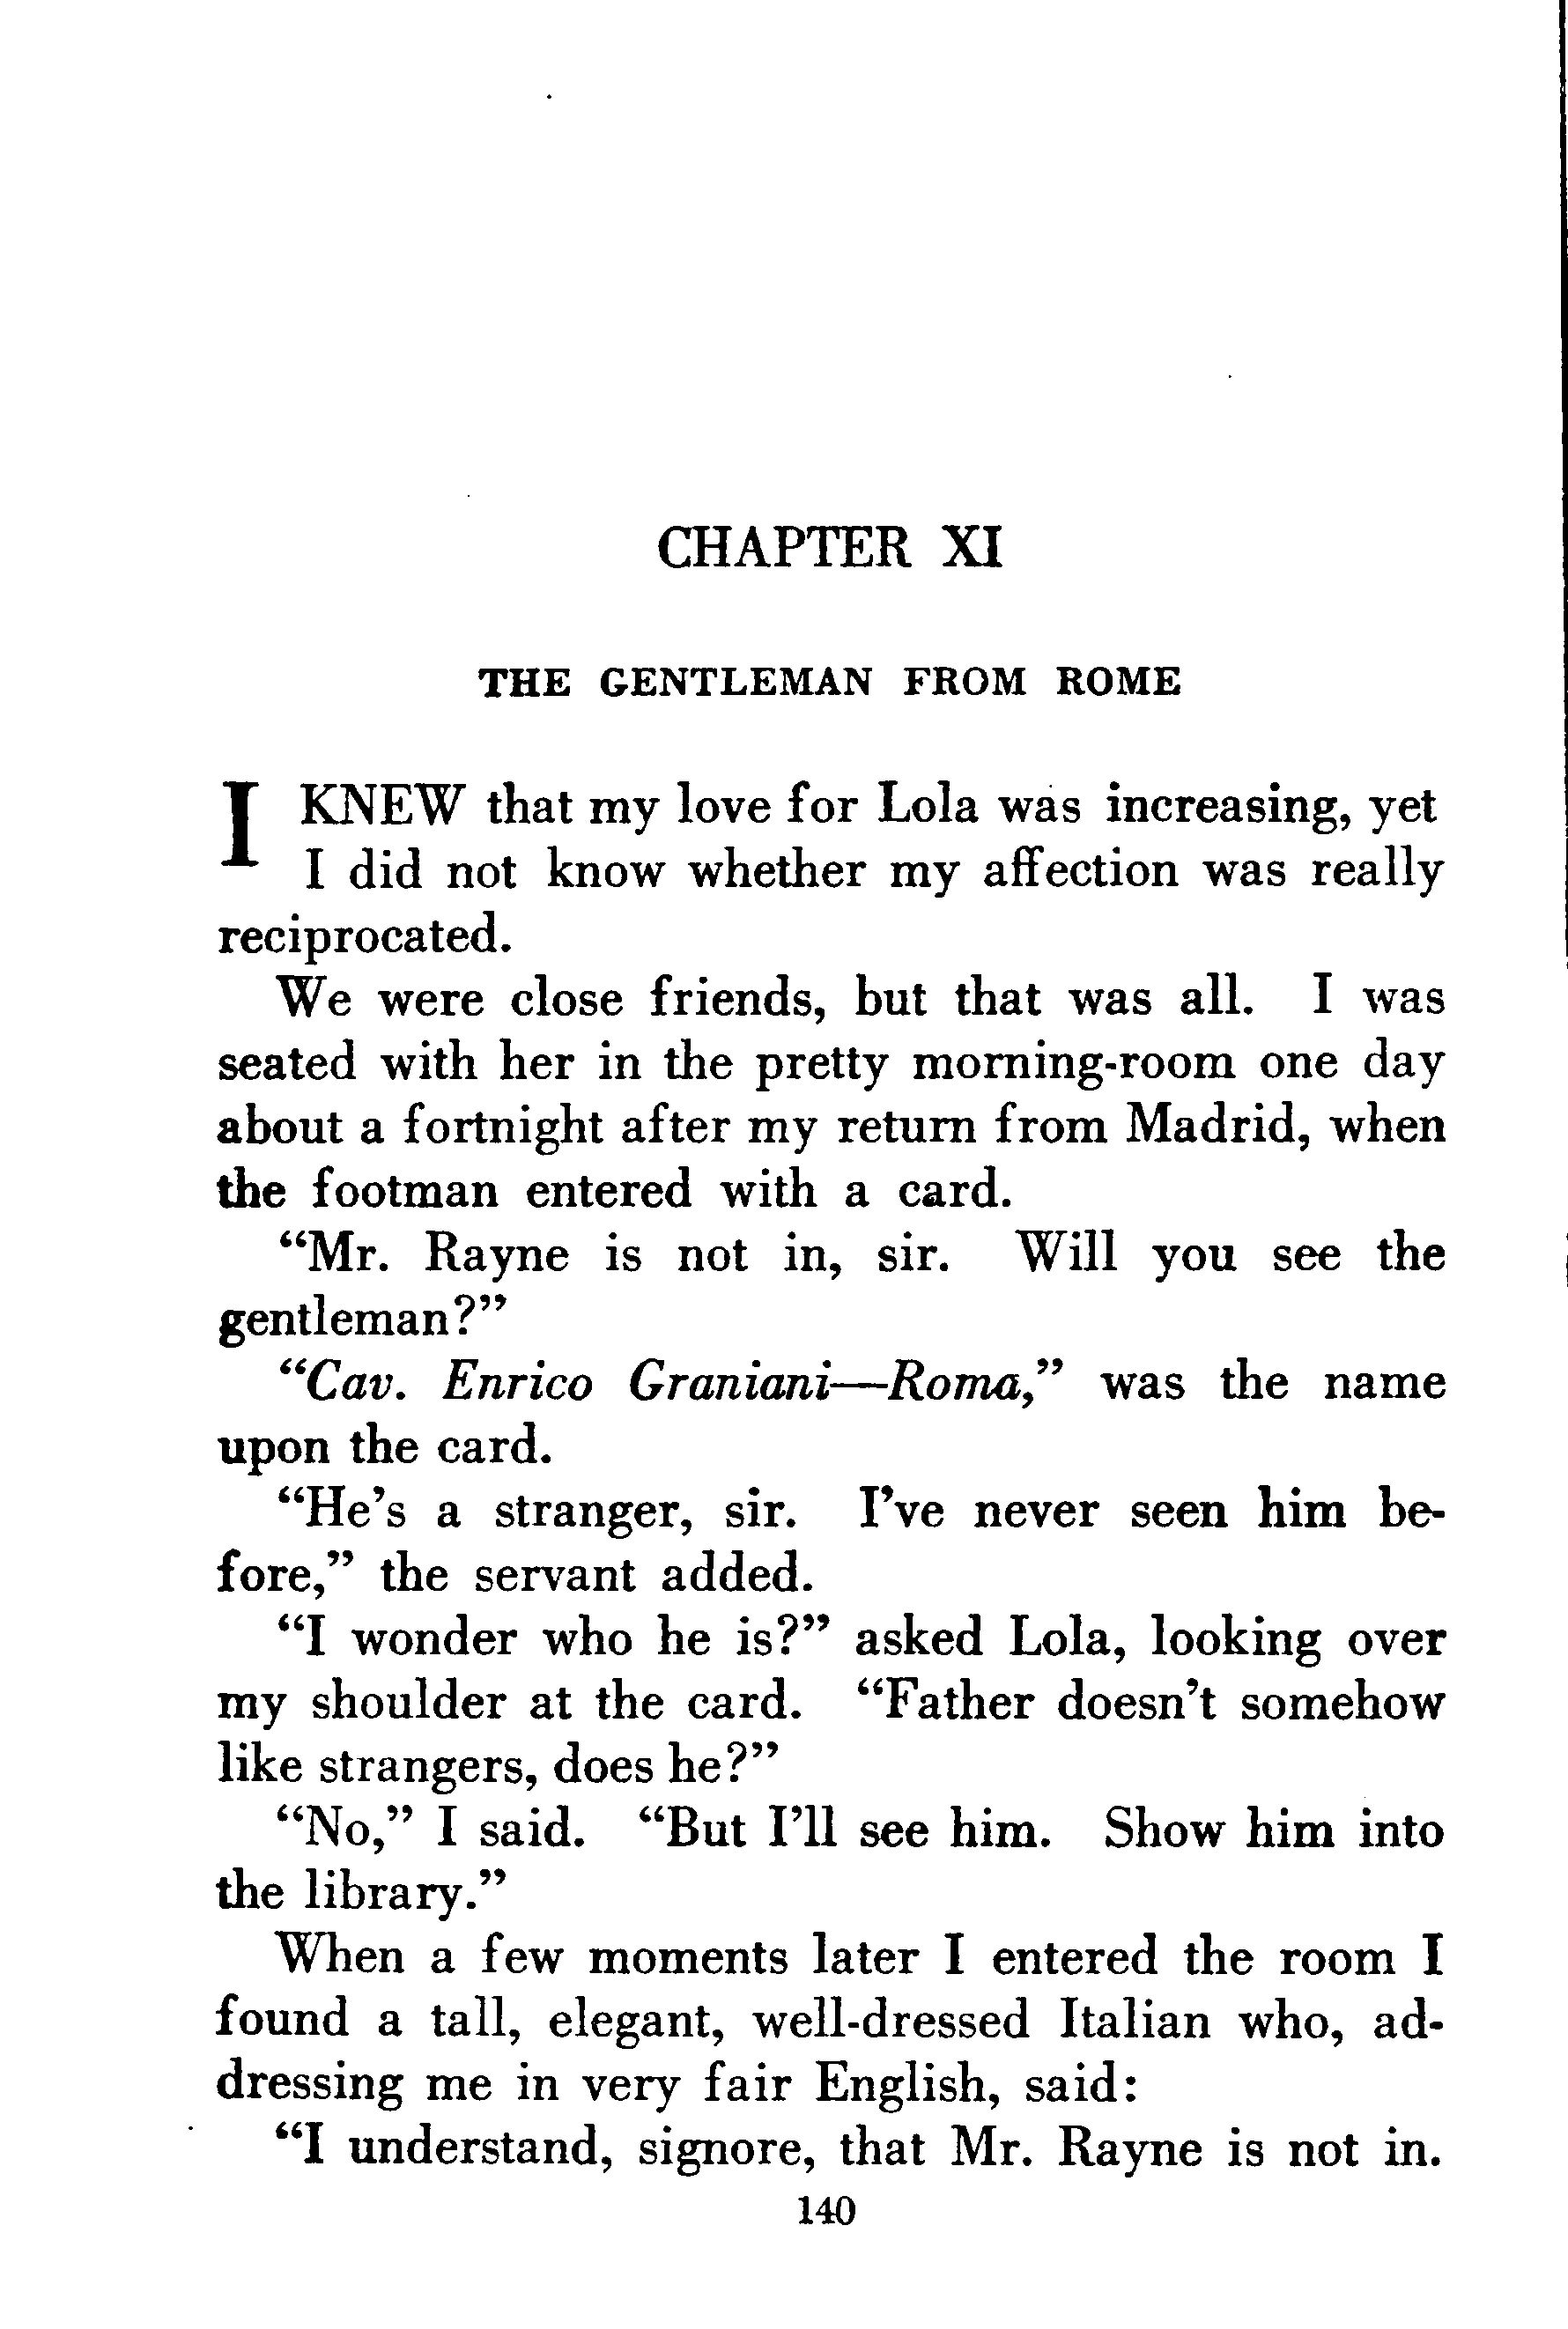 CHAPTER XI
THE GENTLEMAN FROM ROME
I KNEW that my love for Lola was increasing, yet
I did not know whether my affection was really
reciprocated.
We were close friends, but that was all. I was
seated with her in the pretty morning-room one day
about a fortnight after my return from Madrid, when
the footman entered with a card.
“Mr. Rayne is not in, sir. Will you see the
gentleman?”
“Cav. Enrico Graniani—Roma,” was the name
upon the card.
“He’s a stranger, sir. I’ve never seen him be-
fore,” the servant added.
“I wonder who he is?” asked Lola, looking over
my shoulder at the card. “Father doesn’t somehow
like strangers, does he?”
“No,” I said. “But I’ll see him. Show him into
the library.”
When a few moments later I entered the room I
found a tall, elegant, well-dressed Italian who, ad-
dressing me in very fair English, said:
“I understand, signore, that Mr. Rayne is not in.
140